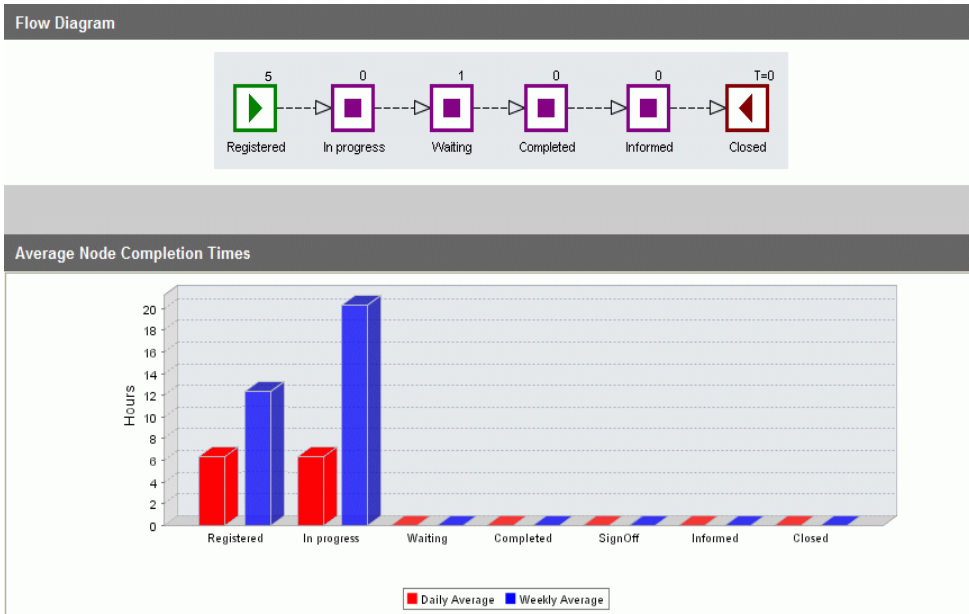 Flow Diagram
5 0 1 0 0 T=0
Registered In progress Waiting Completed Informed Closed
Average Node Completion Times
Hours
20
18
16
14
12
10
8
6
4
2
0
Registered In progress Waiting Completed SignOff Informed Closed
Daily Average Weekly Average